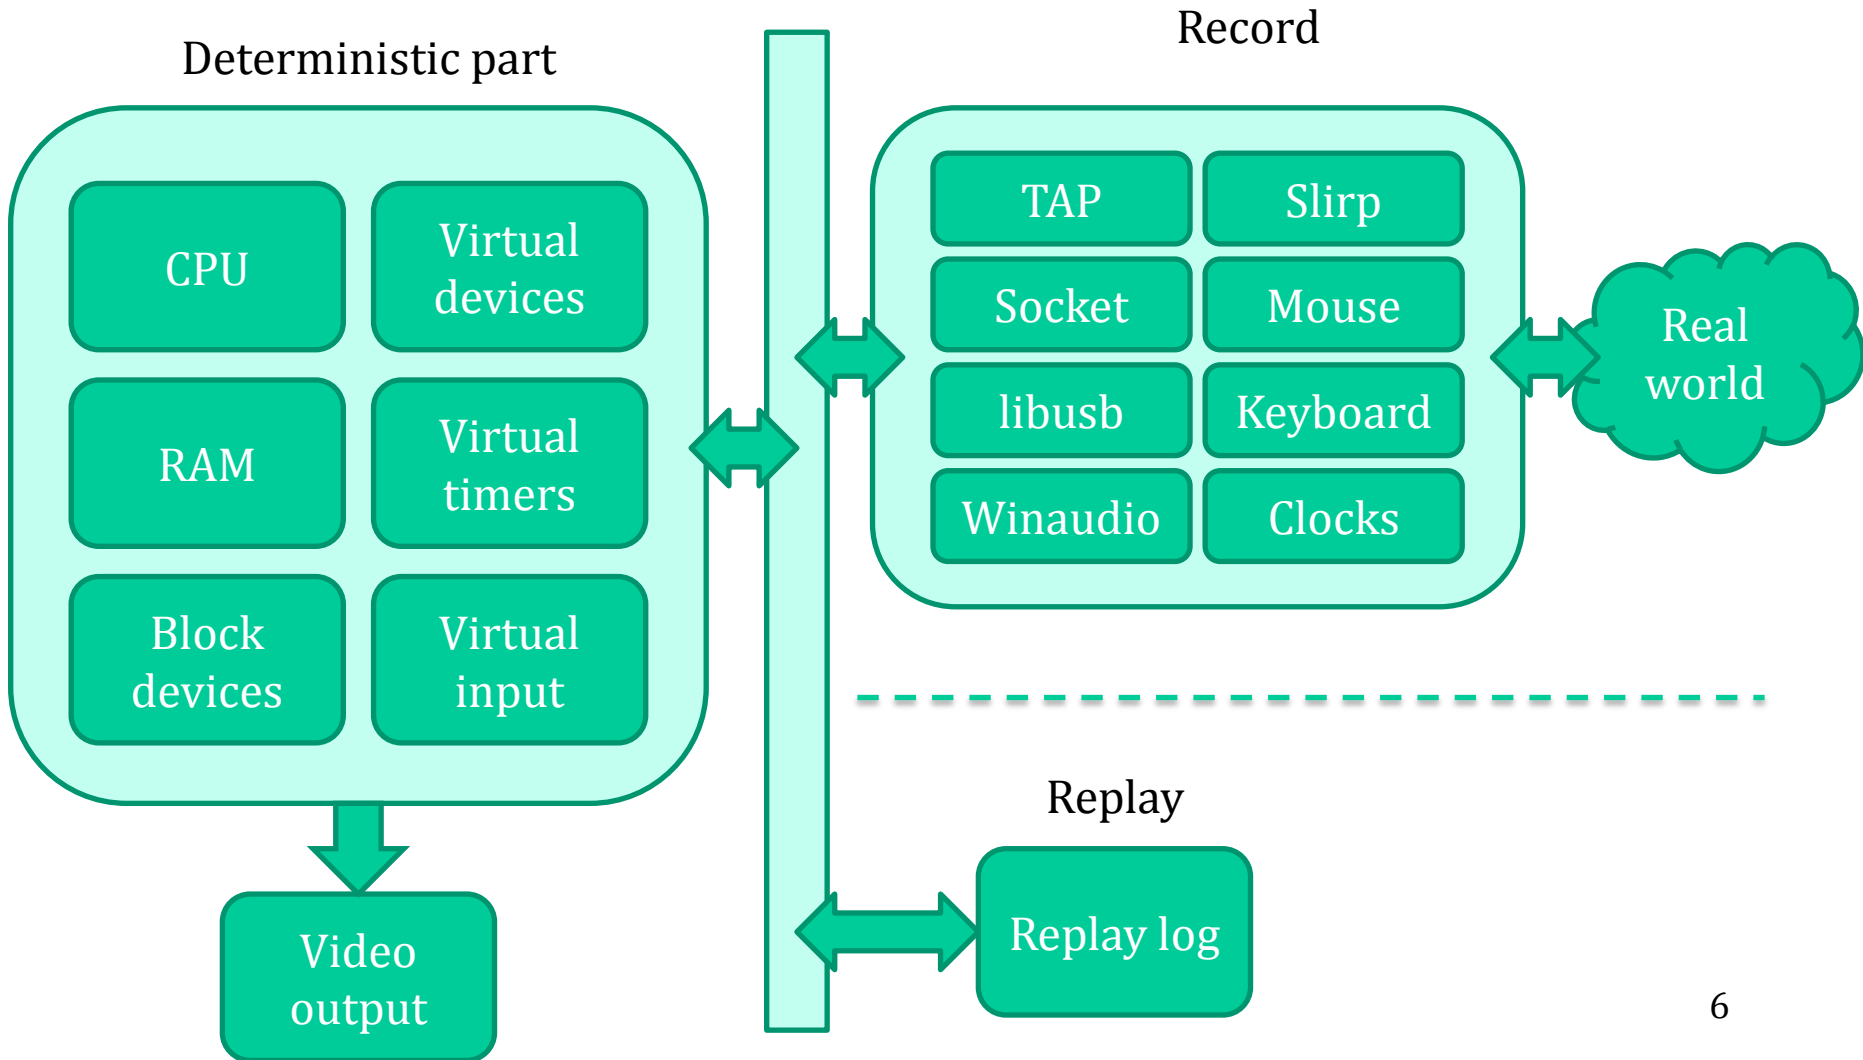 Deterministic part
CPU
Virtual
devices
RAM
Virtual
timers
Block
devices
Virtual
input
Video
output
Record
TAP
Slirp
Socket
Mouse
libusb
Keyboard
Winaudio
Clocks
Real
world
Replay
Replay log
6